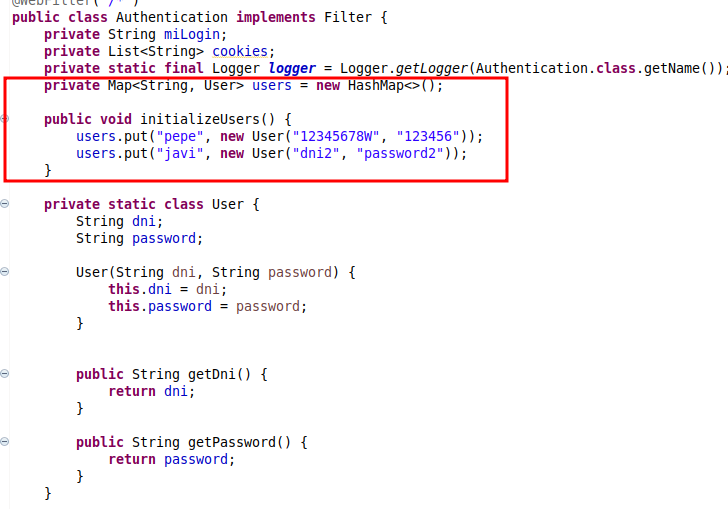 @WebFilter("/*")
public class Authentication implements Filter {
private String miLogin;
private List<String> cookies;
private static final Logger logger = Logger.getLogger(Authentication.class.getName());
private Map<String, User> users = new HashMap<>();
public void initializeUsers() {
users.put("pepe", new User("12345678W", "123456"));
users.put("javi", new User("dni2", "password2"));
}
private static class User {
String dni;
String password;
User(String dni, String password) {
this.dni = dni;
this.password = password;
}
public String getDni() {
return dni;
}
public String getPassword() {
return password;
}
}